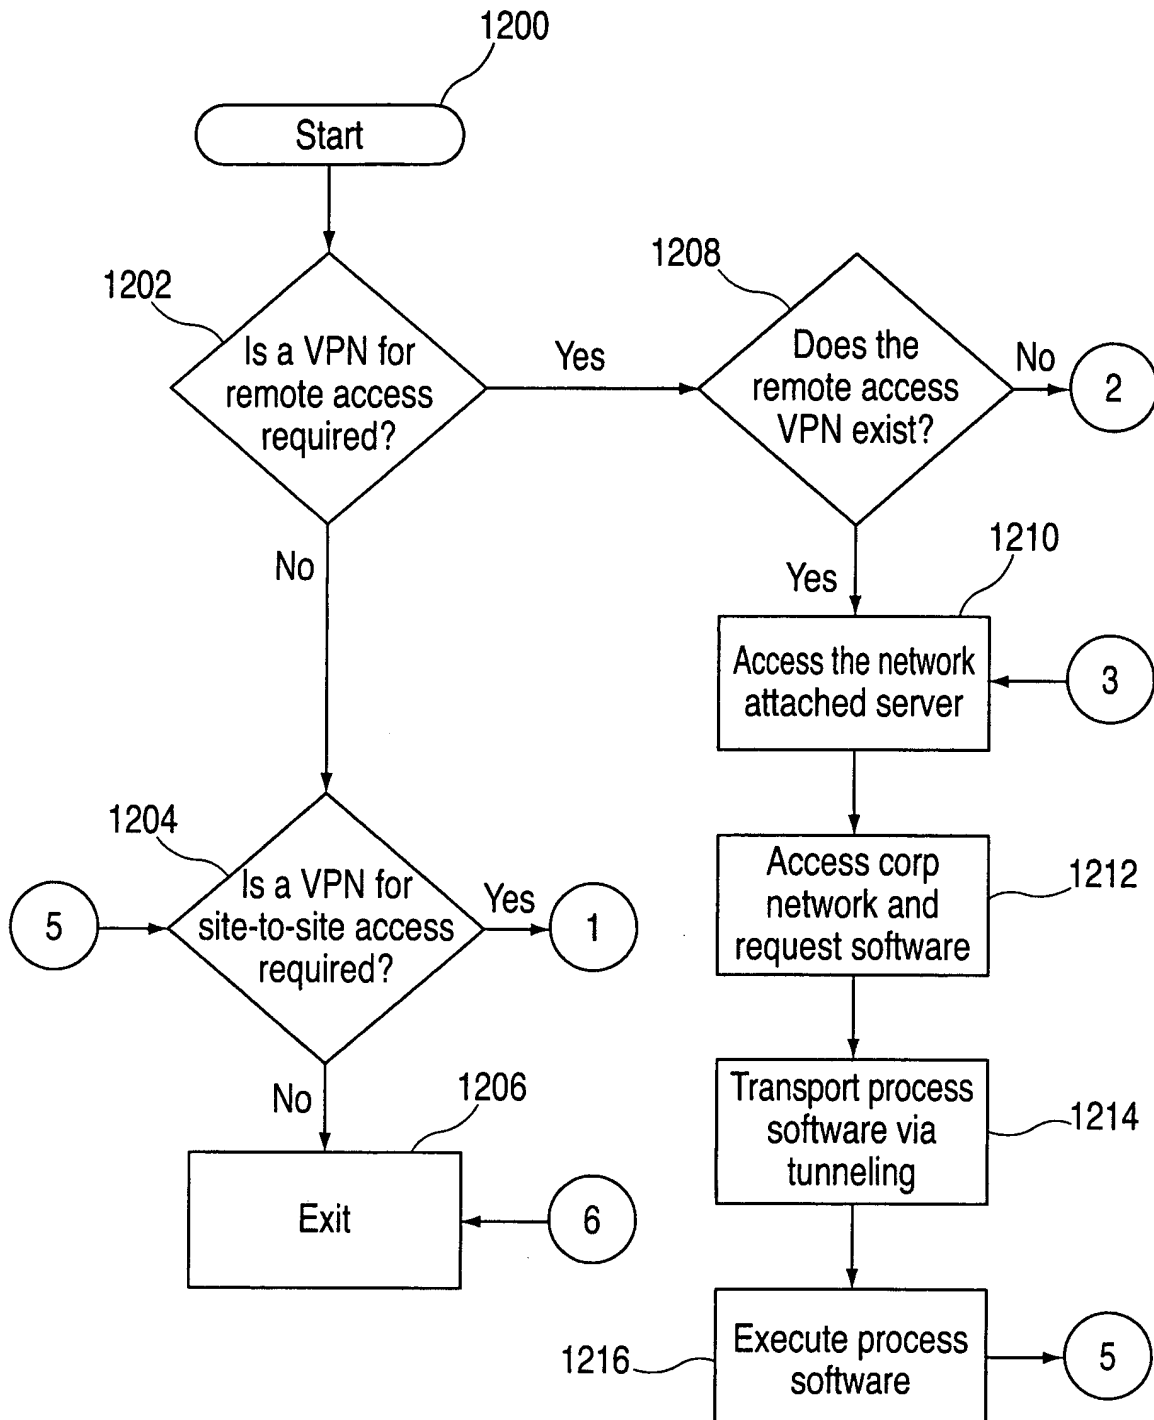 1200
Start
1202
Is a VPN for
remote access
required?
Yes
1208
Does the
remote access
VPN exist?
No
2
No
Yes
1210
Access the network
attached server
3
1204
5
Is a VPN for
site-to-site access
required?
Yes
1
Access corp
network and
request software
1212
No
1206
Exit
6
Transport process
software via
tunneling
1214
1216
Execute process
software
5